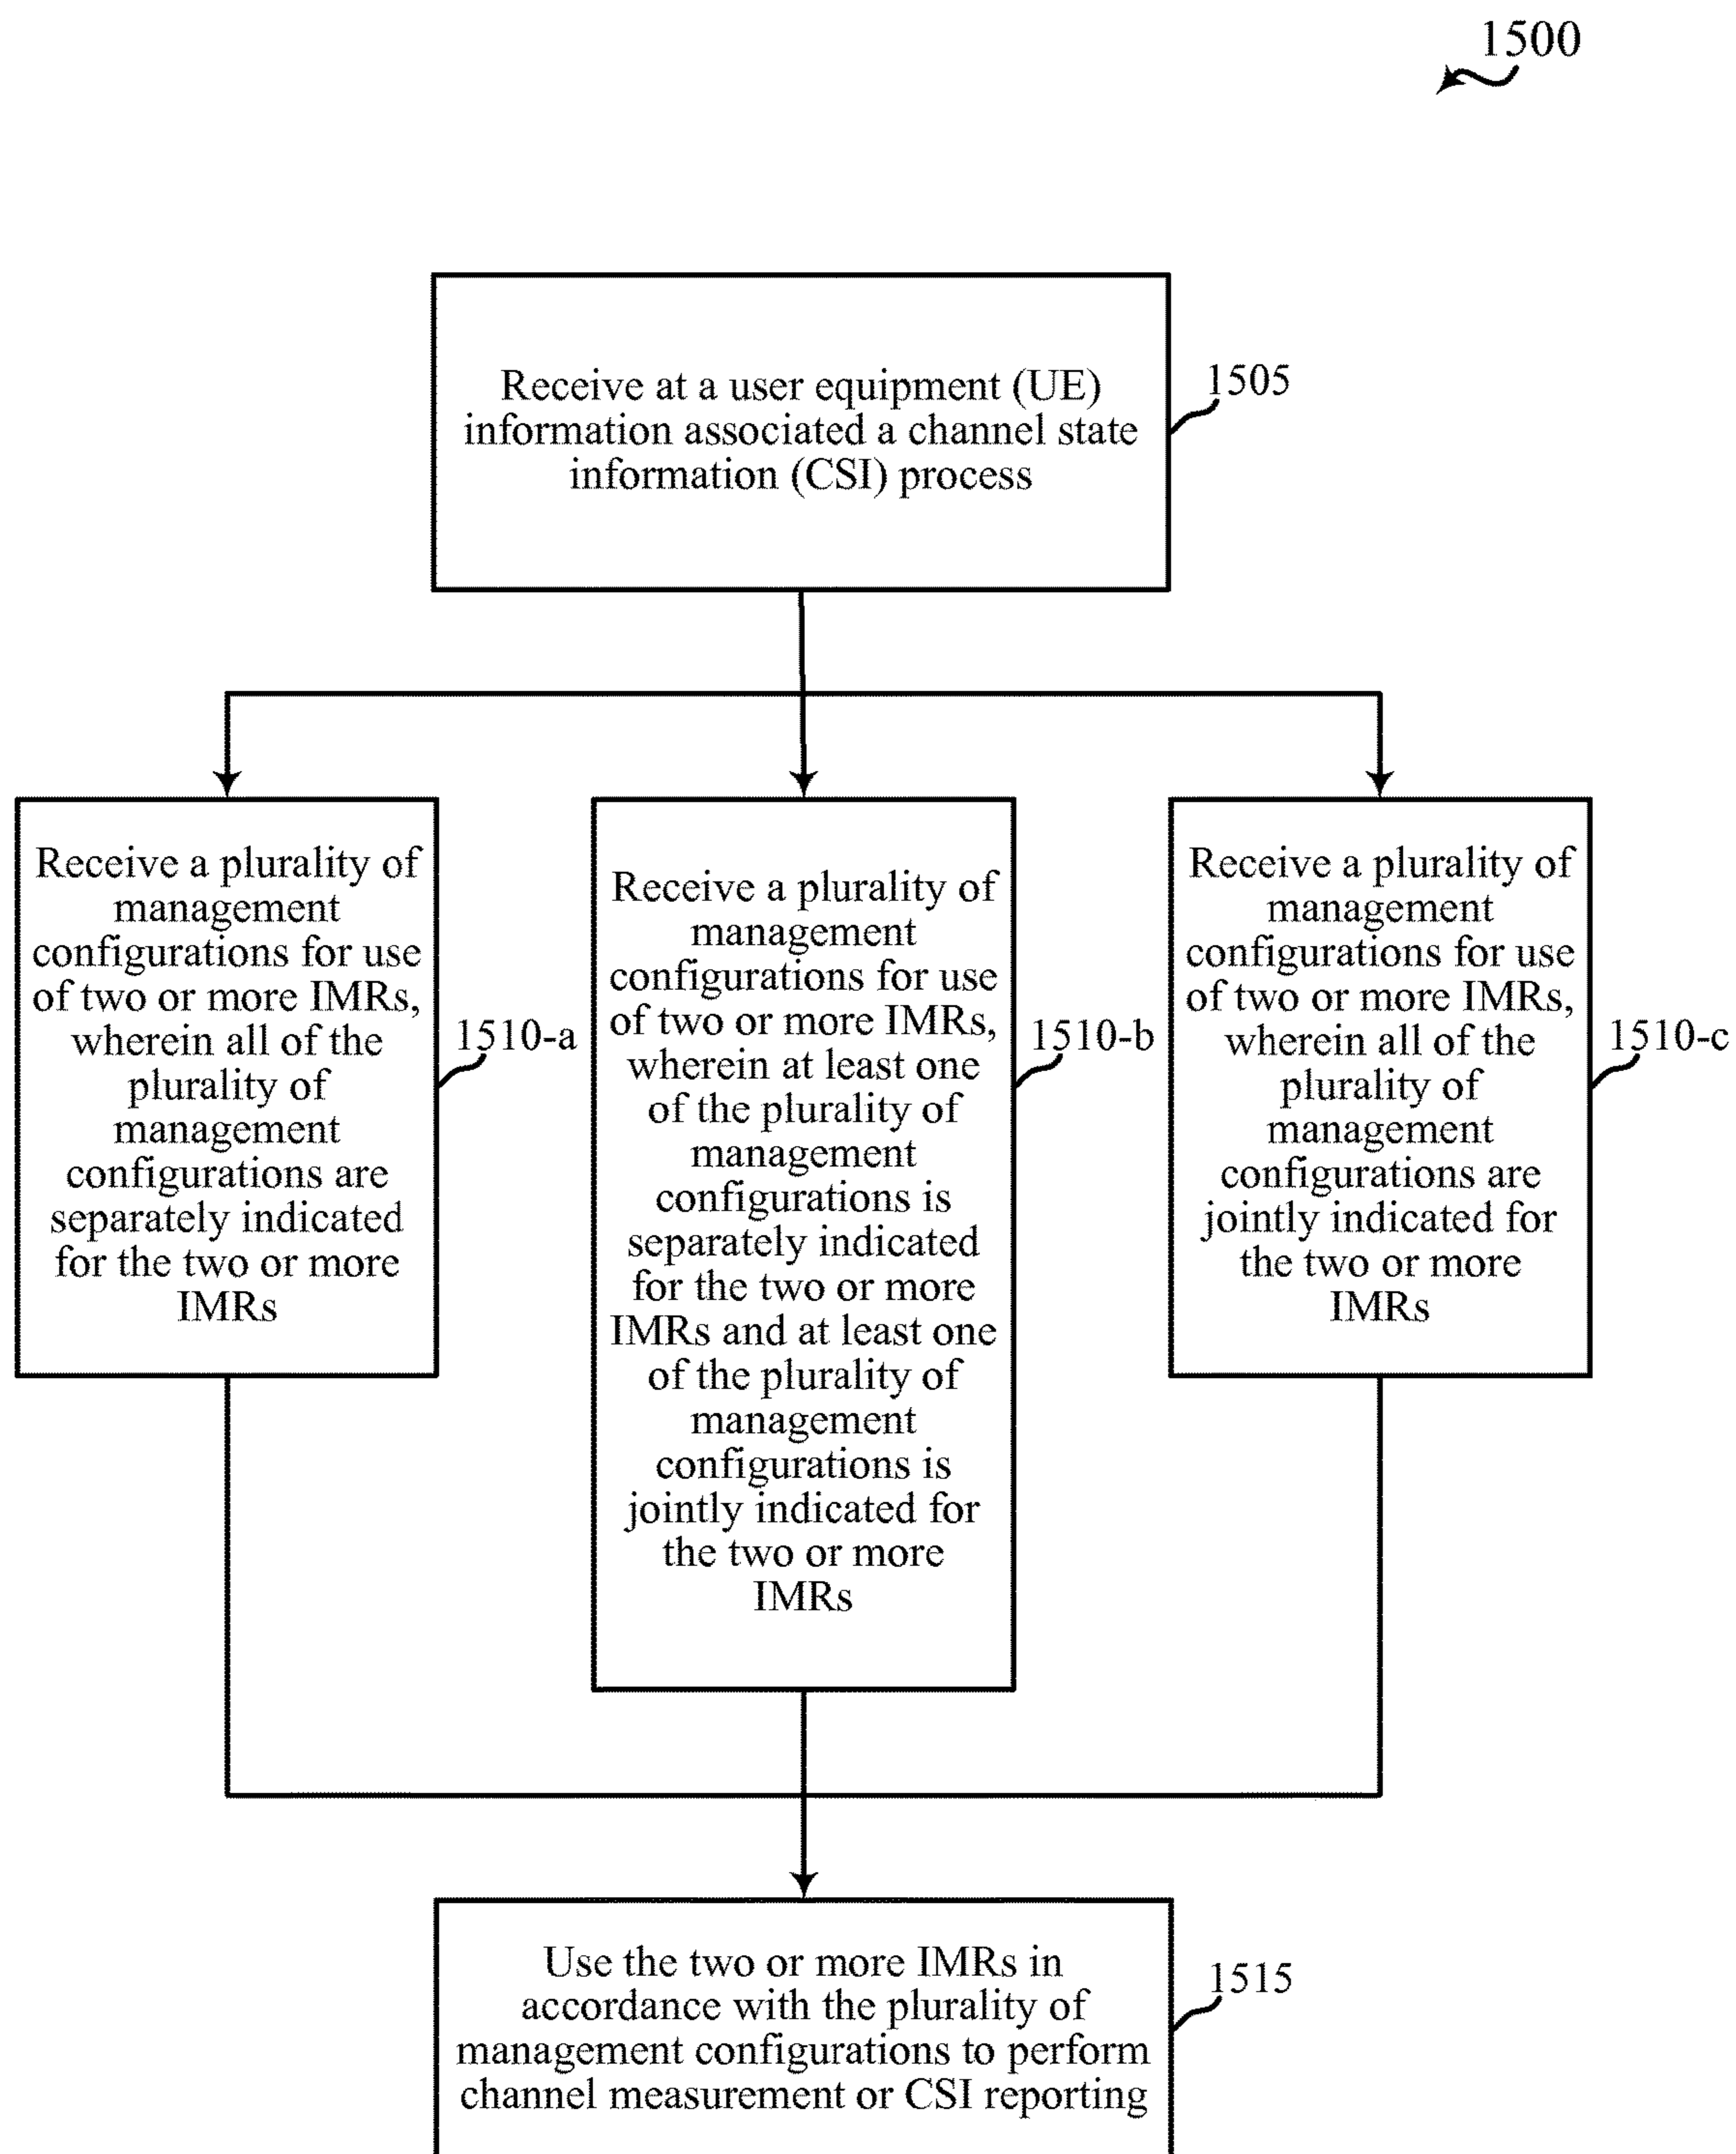 1500
Receive at a user equipment (UE)
information associated a channel state
information (CSI) process
1505
Receive a plurality of
management
configurations for use
of two or more IMRs,
wherein all of the
plurality of
management
configurations are
separately indicated
for the two or more
IMRs
1510-a
Receive a plurality of
management
configurations for use
of two or more IMRs,
wherein at least one
of the plurality of
management
configurations is
separately indicated
for the two or more
IMRs and at least one
of the plurality of
management
configurations is
jointly indicated for
the two or more
IMRs
1510-b
Receive a plurality of
management
configurations for use
of two or more IMRs,
wherein all of the
plurality of
management
configurations are
jointly indicated for
the two or more
IMRs
1510-c
Use the two or more IMRs in
accordance with the plurality of
management configurations to perform
channel measurement or CSI reporting
1515